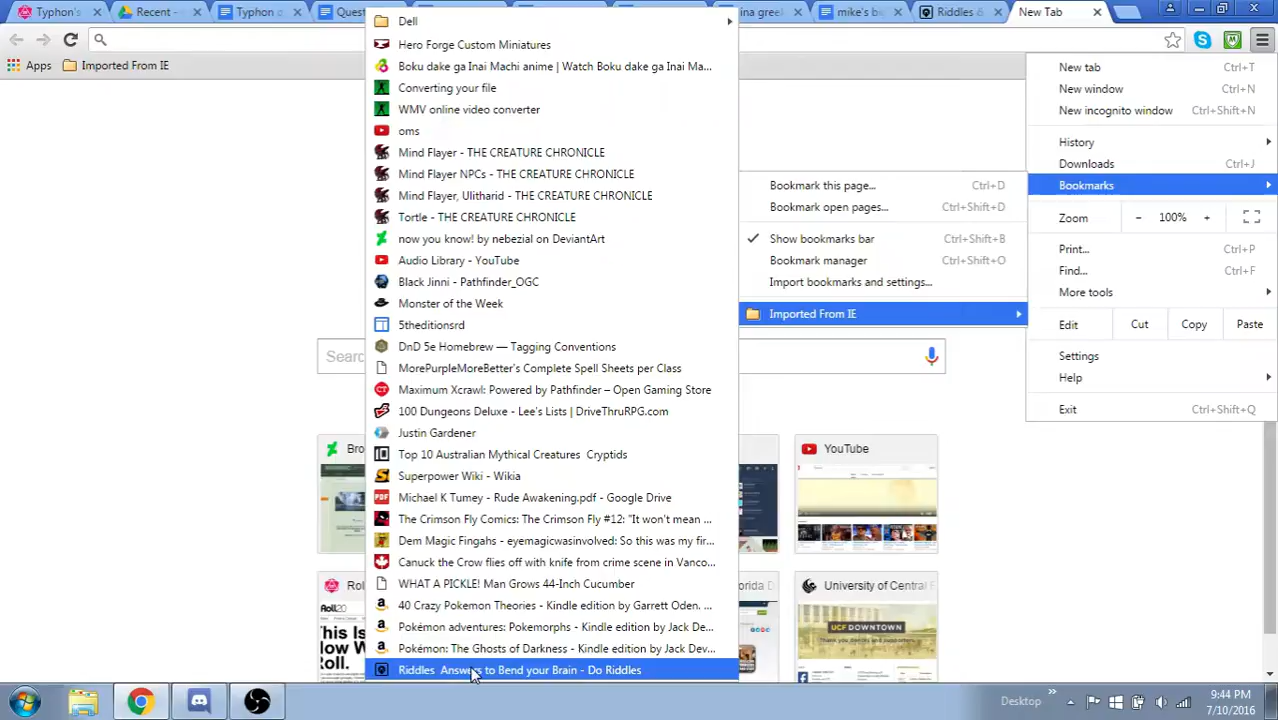 Typhon's
Recent -
Typhon o
Quest
ina greel
mike's b
Riddles 6
New Tab
Apps
Imported From IE
Dell
Hero Forge Custom Miniatures
Boku dake ga Inai Machi anime | Watch Boku dake ga Inai Ma...
Converting your file
WMV online video converter
oms
Mind Flayer - THE CREATURE CHRONICLE
Mind Flayer NPCs - THE CREATURE CHRONICLE
Mind Flayer, Ulitharid - THE CREATURE CHRONICLE
Tortle - THE CREATURE CHRONICLE
now you know! by nebezial on DeviantArt
Audio Library - YouTube
Black Jinni - Pathfinder_OGC
Monster of the Week
5theditionsrd
DnD 5e Homebrew — Tagging Conventions
MorePurpleMoreBetter's Complete Spell Sheets per Class
Maximum Xcrawl: Powered by Pathfinder – Open Gaming Store
100 Dungeons Deluxe - Lee's Lists | DriveThruRPG.com
Justin Gardener
Top 10 Australian Mythical Creatures Cryptids
Superpower Wiki - Wikia
Michael K Tumey - Rude Awakening.pdf - Google Drive
The Crimson Fly Comics: The Crimson Fly #12: "It won't mean ...
Dem Magic Fingahs - eyemagicwasinvolved: So this was my fir...
Canuck the Crow flies off with knife from crime scene in Vanco...
WHAT A PICKLE! Man Grows 44-Inch Cucumber
40 Crazy Pokemon Theories - Kindle edition by Garrett Oden. ...
Pokémon adventures: Pokemorphs - Kindle edition by Jack De...
Pokémon: The Ghosts of Darkness - Kindle edition by Jack Dev...
Riddles Answers to Bend your Brain - Do Riddles
Bookmark this page... Ctrl+D
Bookmark open pages... Ctrl+Shift+D
Show bookmarks bar Ctrl+Shift+B
Bookmark manager Ctrl+Shift+O
Import bookmarks and settings...
Imported From IE
New tab Ctrl+T
New window Ctrl+N
New incognito window Ctrl+Shift+N
History
Downloads Ctrl+J
Bookmarks
Zoom - 100% +
Print... Ctrl+P
Find... Ctrl+F
More tools
Edit Cut Copy Paste
Settings
Help
Exit Ctrl+Shift+Q
Sear
Bro
YouTube
Rol
University of Central F
UCF DOWNTOWN
Desktop
9:44 PM
7/10/2016